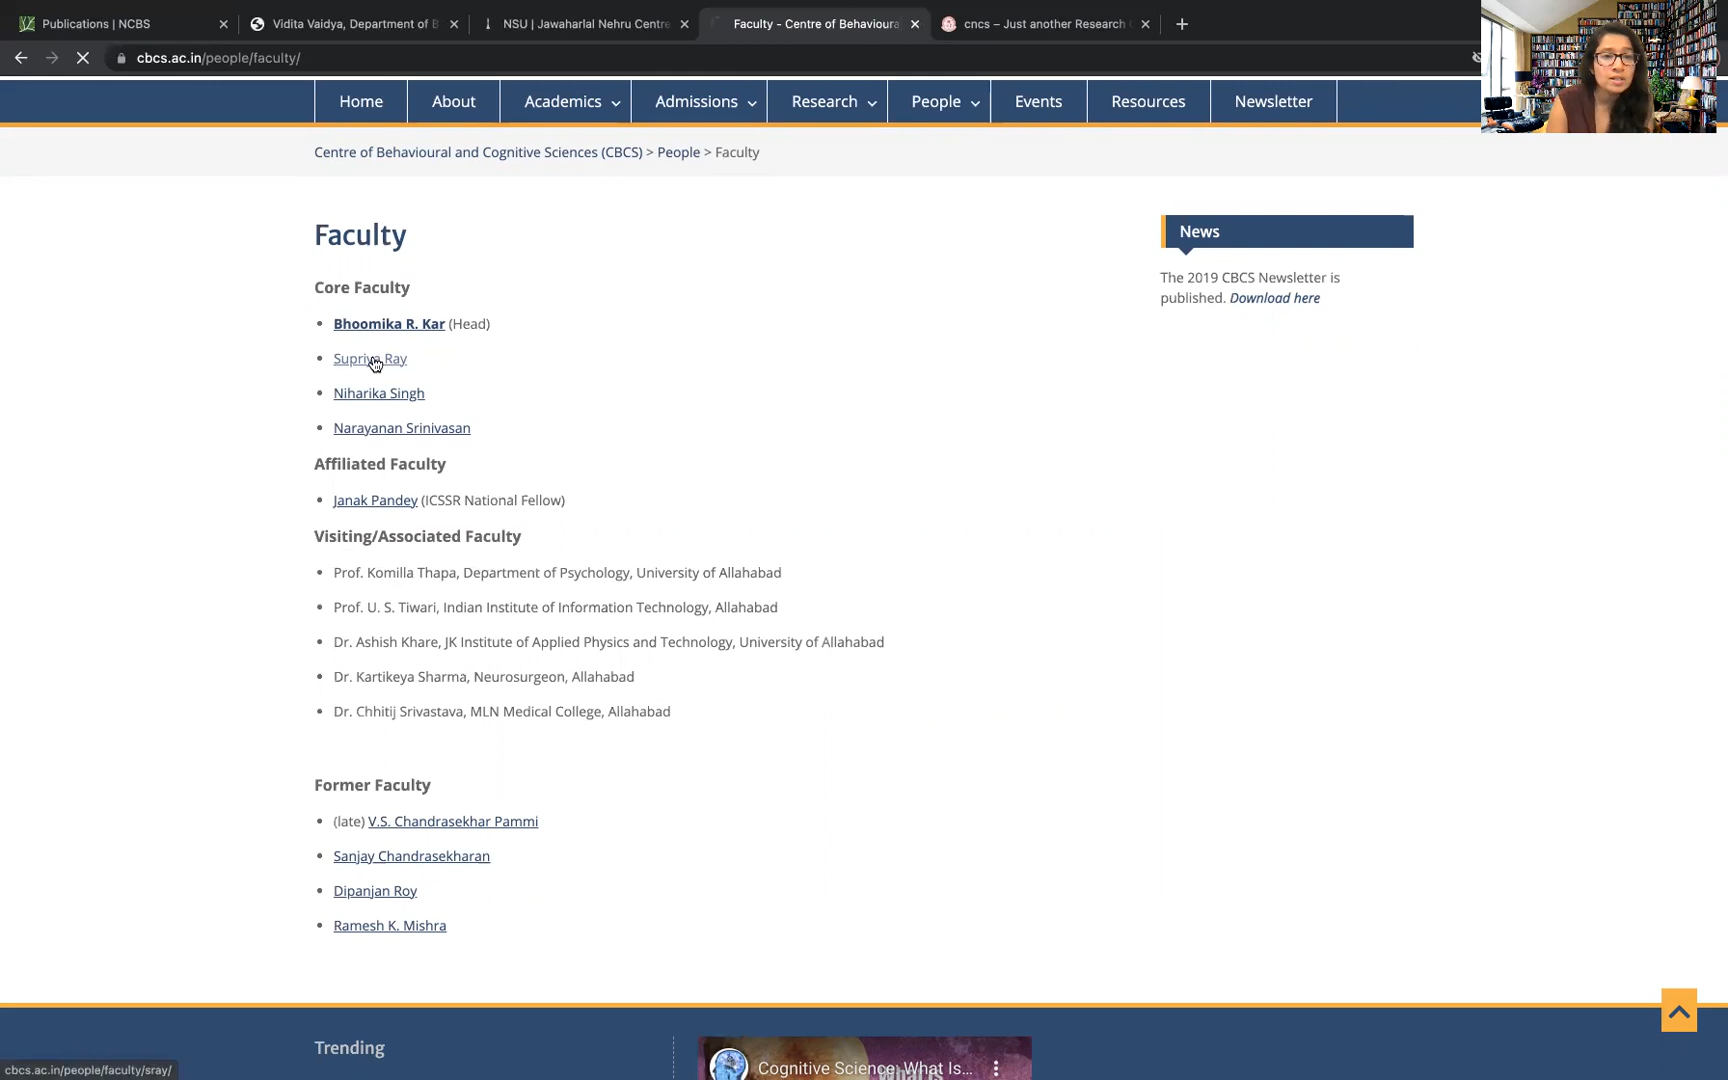 Publications | NCBS
Vidita Vaidya, Department of B
NSU | Jawaharlal Nehru Centre
Faculty - Centre of Behavioura
cncs – Just another Research
cbcs.ac.in/people/faculty/
Home
About
Academics
Admissions
Research
People
Events
Resources
Newsletter
Centre of Behavioural and Cognitive Sciences (CBCS) > People > Faculty
Faculty
Core Faculty
Bhoomika R. Kar (Head)
Supriya Ray
Niharika Singh
Narayanan Srinivasan
Affiliated Faculty
Janak Pandey (ICSSR National Fellow)
Visiting/Associated Faculty
Prof. Komilla Thapa, Department of Psychology, University of Allahabad
Prof. U. S. Tiwari, Indian Institute of Information Technology, Allahabad
Dr. Ashish Khare, JK Institute of Applied Physics and Technology, University of Allahabad
Dr. Kartikeya Sharma, Neurosurgeon, Allahabad
Dr. Chhitij Srivastava, MLN Medical College, Allahabad
Former Faculty
(late) V.S. Chandrasekhar Pammi
Sanjay Chandrasekharan
Dipanjan Roy
Ramesh K. Mishra
News
The 2019 CBCS Newsletter is
published. Download here
Trending
Cognitive Science: What Is...
cbcs.ac.in/people/faculty/sray/